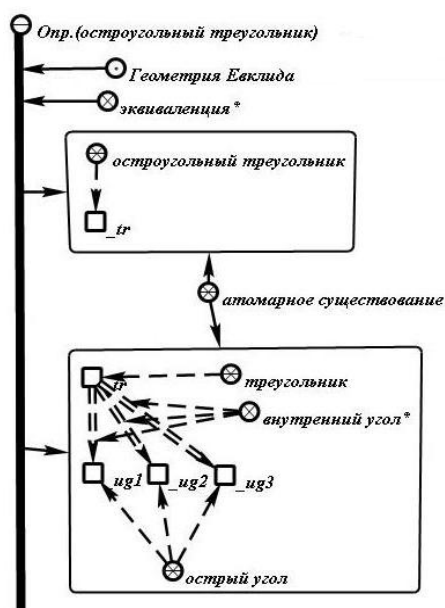 Опр.(остроугольный треугольник)
Геометрия Евклида
эквиваленция*
остроугольный треугольник
_tr
атомарное существование
_tr
треугольник
внутренний угол*
_ug1
_ug2
_ug3
острый угол